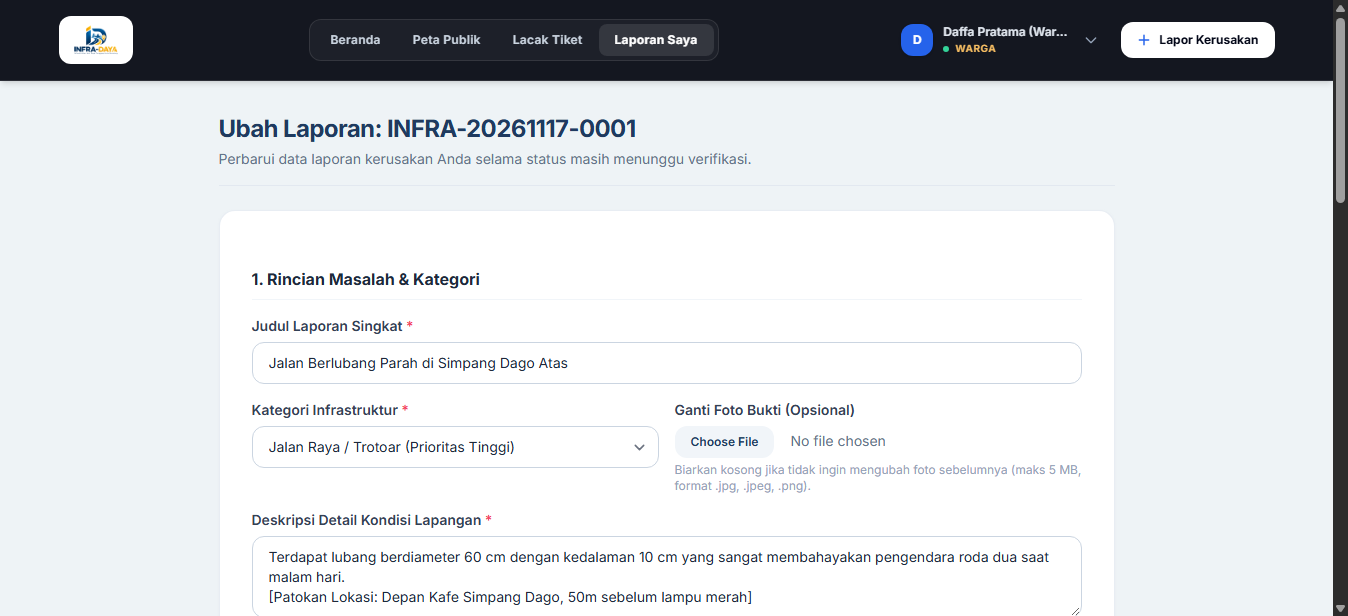 INFRA-DAYA
Beranda
Peta Publik
Lacak Tiket
Laporan Saya
D
Daffa Pratama (War...
WARGA
+ Lapor Kerusakan
Ubah Laporan: INFRA-20261117-0001
Perbarui data laporan kerusakan Anda selama status masih menunggu verifikasi.
1. Rincian Masalah & Kategori
Judul Laporan Singkat *
Jalan Berlubang Parah di Simpang Dago Atas
Kategori Infrastruktur *
Jalan Raya / Trotoar (Prioritas Tinggi)
Ganti Foto Bukti (Opsional)
Choose File No file chosen
Biarkan kosong jika tidak ingin mengubah foto sebelumnya (maks 5 MB,
format .jpg, .jpeg, .png).
Deskripsi Detail Kondisi Lapangan *
Terdapat lubang berdiameter 60 cm dengan kedalaman 10 cm yang sangat membahayakan pengendara roda dua saat
malam hari.
[Patokan Lokasi: Depan Kafe Simpang Dago, 50m sebelum lampu merah]